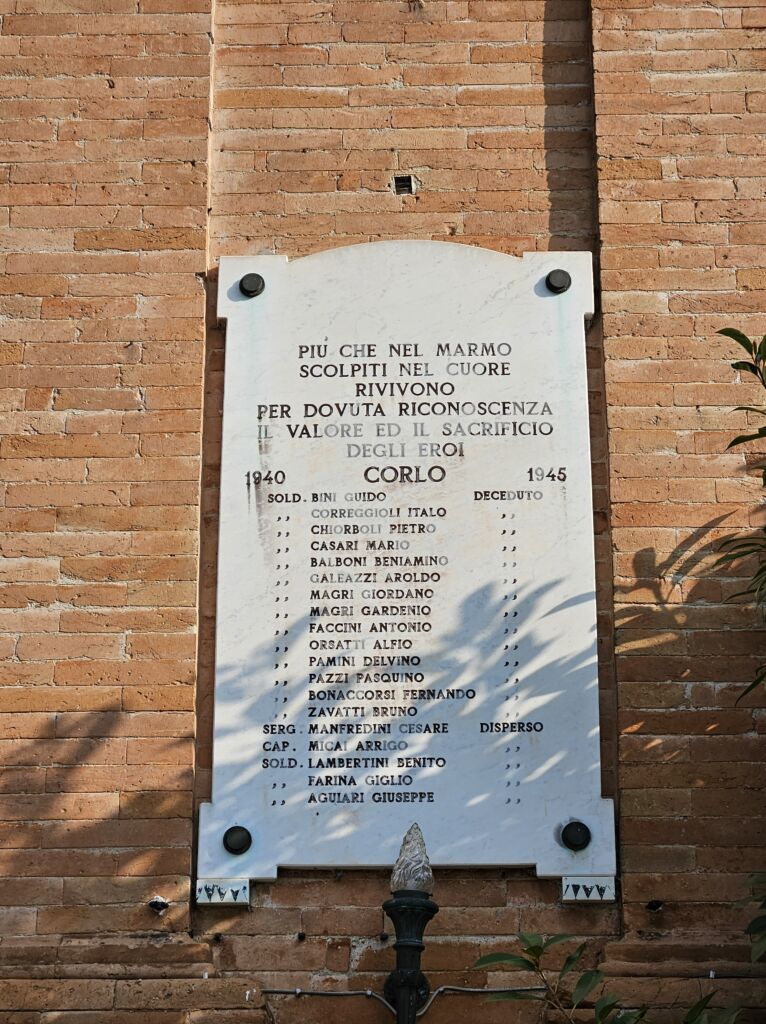 PIÚ CHE NEL MARMO
SCOLPITI NEL CUORE
RIVIVONO
PER DOVUTA RICONOSCENZA
IL VALORE ED IL SACRIFICIO
DEGLI EROI
1940 CORLO 1945
SOLD. BINI GUIDO DECEDUTO
,, CORREGGIOLI ITALO ,,
,, CHIORBOLI PIETRO ,,
,, CASARI MARIO ,,
,, BALBONI BENIAMINO ,,
,, GALEAZZI AROLDO ,,
,, MAGRI GIORDANO ,,
,, MAGRI GARDENIO ,,
,, FACCINI ANTONIO ,,
,, ORSATTI ALFIO ,,
,, PAMINI DELVINO ,,
,, PAZZI PASQUINO ,,
,, BONACCORSI FERNANDO ,,
,, ZAVATTI BRUNO ,,
SERG. MANFREDINI CESARE DISPERSO
CAP. MICAI ARRIGO ,,
SOLD. LAMBERTINI BENITO ,,
,, FARINA GIGLIO ,,
,, AGUIARI GIUSEPPE ,,